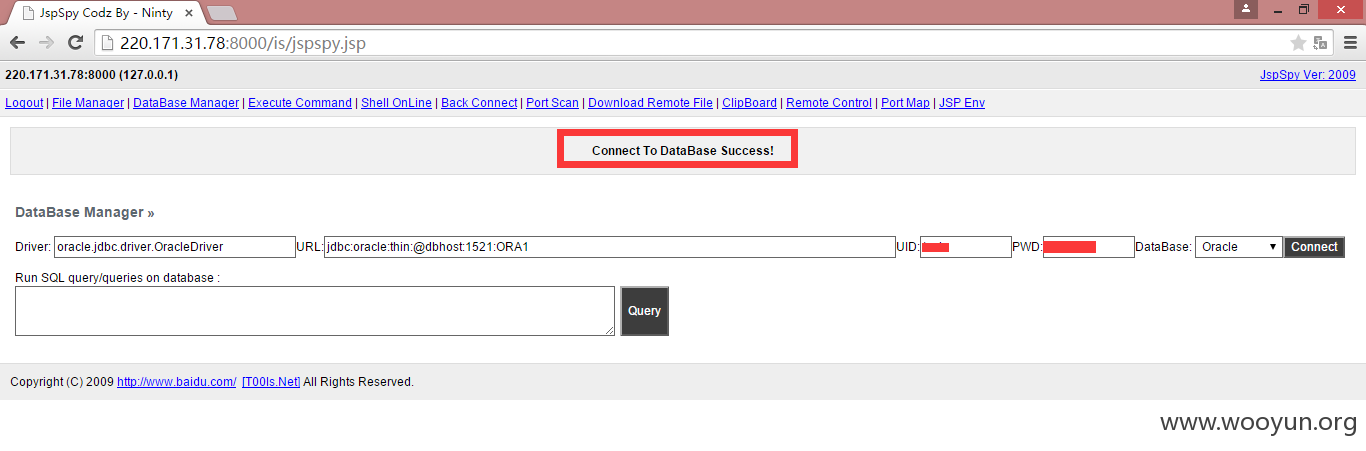 JspSpy Codz By - Ninty
220.171.31.78:8000/is/jspspy.jsp
220.171.31.78:8000 (127.0.0.1) JspSpy Ver: 2009
Logout | File Manager | DataBase Manager | Execute Command | Shell OnLine | Back Connect | Port Scan | Download Remote File | ClipBoard | Remote Control | Port Map | JSP Env
Connect To DataBase Success!
DataBase Manager »
Driver: oracle.jdbc.driver.OracleDriver URL: jdbc:oracle:thin:@dbhost:1521:ORA1 UID: PWD: DataBase: Oracle Connect
Run SQL query/queries on database :
Query
Copyright (C) 2009 http://www.baidu.com/ [T00ls.Net] All Rights Reserved.
www.wooyun.org